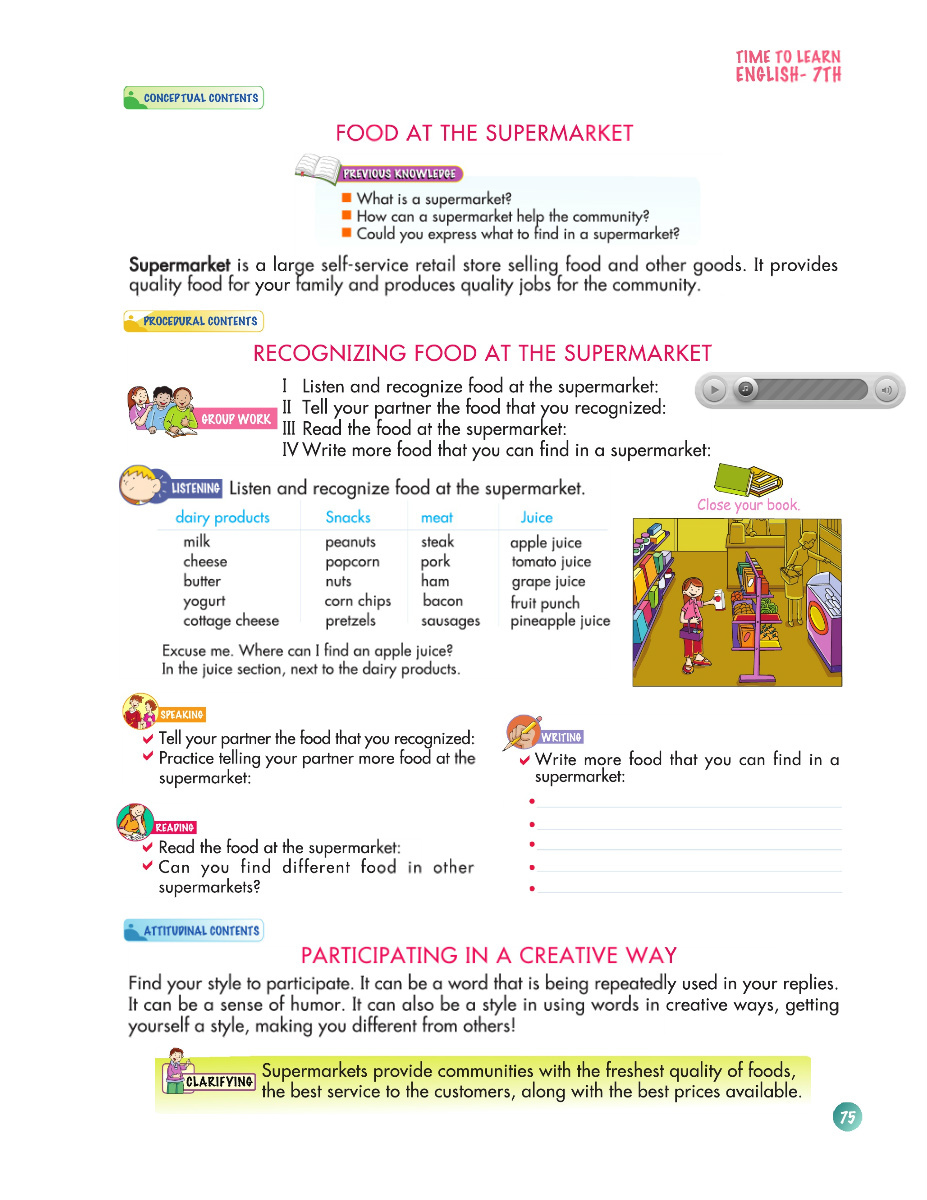 TIME TO LEARN
ENGLISH- 7TH
CONCEPTUAL CONTENTS
FOOD AT THE SUPERMARKET
PREVIOUS KNOWLEDGE
What is a supermarket?
How can a supermarket help the community?
Could you express what to find in a supermarket?
Supermarket is a large self-service retail store selling food and other goods. It provides
quality food for your family and produces quality jobs for the community.
PROCEDURAL CONTENTS
RECOGNIZING FOOD AT THE SUPERMARKET
GROUP WORK
I Listen and recognize food at the supermarket:
II Tell your partner the food that you recognized:
III Read the food at the supermarket:
IV Write more food that you can find in a supermarket:
LISTENING Listen and recognize food at the supermarket.
Close your book.
dairy products Snacks meat Juice
milk peanuts steak apple juice
cheese popcorn pork tomato juice
butter nuts ham grape juice
yogurt corn chips bacon fruit punch
cottage cheese pretzels sausages pineapple juice
Excuse me. Where can I find an apple juice?
In the juice section, next to the dairy products.
SPEAKING
Tell your partner the food that you recognized:
Practice telling your partner more food at the
supermarket:
READING
Read the food at the supermarket:
Can you find different food in other
supermarkets?
WRITING
Write more food that you can find in a
supermarket:
ATTITUDINAL CONTENTS
PARTICIPATING IN A CREATIVE WAY
Find your style to participate. It can be a word that is being repeatedly used in your replies.
It can be a sense of humor. It can also be a style in using words in creative ways, getting
yourself a style, making you different from others!
CLARIFYING
Supermarkets provide communities with the freshest quality of foods,
the best service to the customers, along with the best prices available.
75